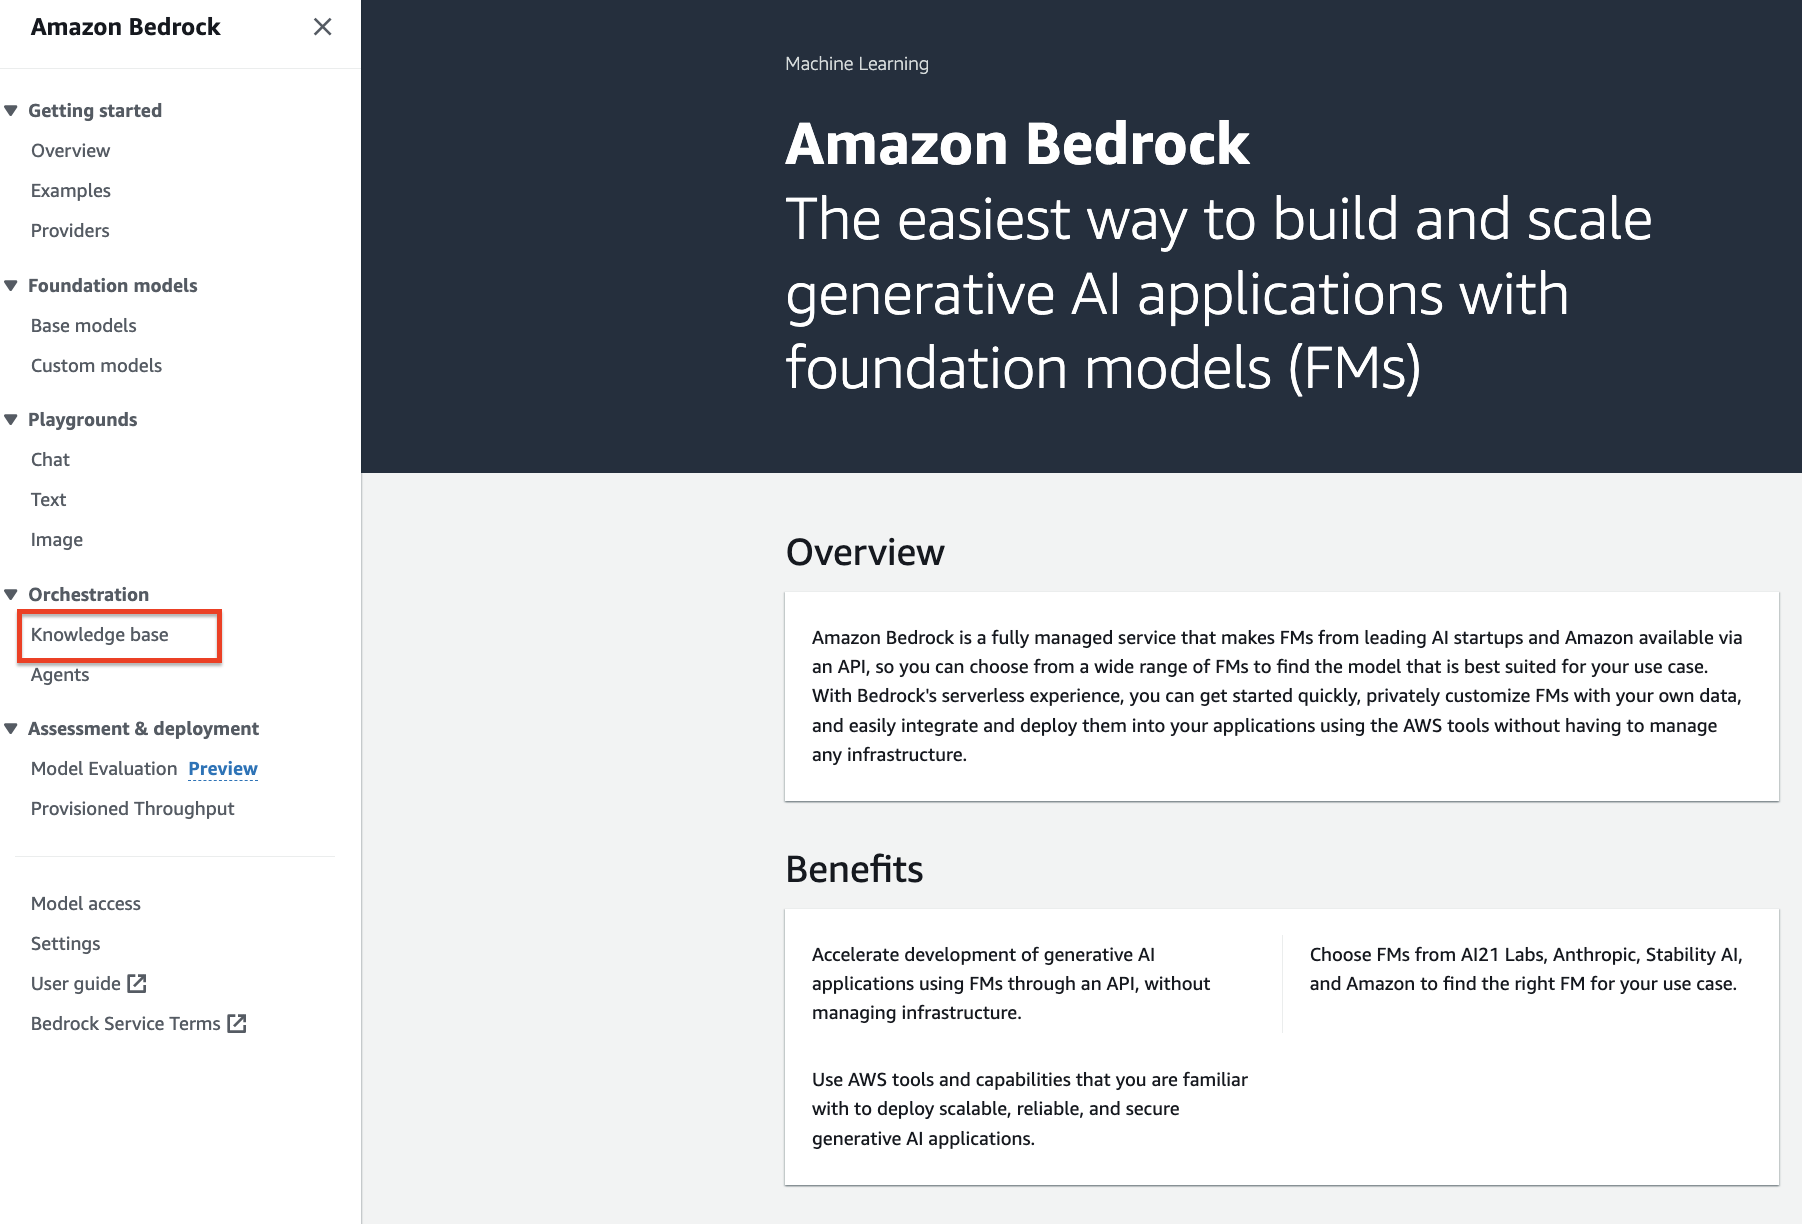 Amazon Bedrock
Getting started
Overview
Examples
Providers
Foundation models
Base models
Custom models
Playgrounds
Chat
Text
Image
Orchestration
Knowledge base
Agents
Assessment & deployment
Model Evaluation Preview
Provisioned Throughput
Model access
Settings
User guide
Bedrock Service Terms
Machine Learning
Amazon Bedrock
The easiest way to build and scale
generative AI applications with
foundation models (FMs)
Overview
Amazon Bedrock is a fully managed service that makes FMs from leading AI startups and Amazon available via
an API, so you can choose from a wide range of FMs to find the model that is best suited for your use case.
With Bedrock's serverless experience, you can get started quickly, privately customize FMs with your own data,
and easily integrate and deploy them into your applications using the AWS tools without having to manage
any infrastructure.
Benefits
Accelerate development of generative AI
applications using FMs through an API, without
managing infrastructure.
Choose FMs from AI21 Labs, Anthropic, Stability AI,
and Amazon to find the right FM for your use case.
Use AWS tools and capabilities that you are familiar
with to deploy scalable, reliable, and secure
generative AI applications.